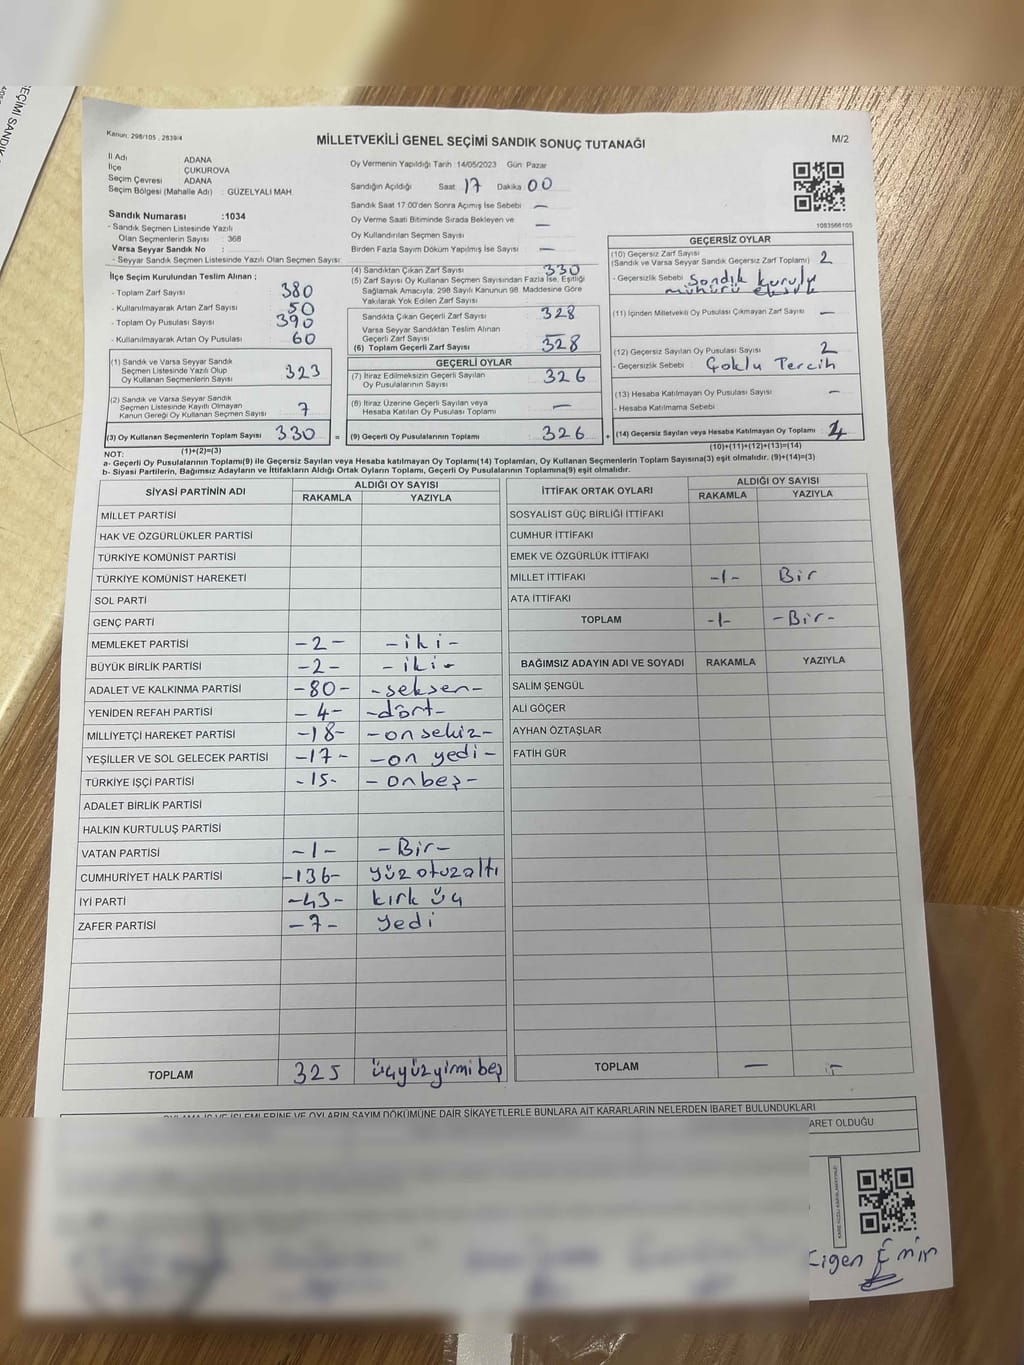 EÇİMİ SANDIK
Kanun: 298/105 , 2839/4
MİLLETVEKİLİ GENEL SEÇİMİ SANDIK SONUÇ TUTANAĞI
M/2
İl Adı ADANA
İlçe ÇUKUROVA
Seçim Çevresi ADANA
Seçim Bölgesi (Mahalle Adı) : GÜZELYALI MAH
Oy Vermenin Yapıldığı Tarih :14/05/2023 Gün: Pazar
Sandığın Açıldığı Saat 17 Dakika 00
Sandık Saat 17:00'den Sonra Açımış İse Sebebi —
Oy Verme Saati Bitiminde Sırada Bekleyen ve
Oy Kullandırılan Seçmen Sayısı —
Birden Fazla Sayım Döküm Yapılmış İse Sayısı —
1083566105
Sandık Numarası :1034
- Sandık Seçmen Listesinde Yazılı
Olan Seçmenlerin Sayısı : 368
Varsa Seyyar Sandık No :
- Seyyar Sandık Seçmen Listesinde Yazılı Olan Seçmen Sayısı:
İlçe Seçim Kurulundan Teslim Alınan ;
- Toplam Zarf Sayısı 380
- Kullanılmayarak Artan Zarf Sayısı 50
- Toplam Oy Pusulası Sayısı 390
- Kullanılmayarak Artan Oy Pusulası 60
(1) Sandık ve Varsa Seyyar Sandık
Seçmen Listesinde Yazılı Olup
Oy Kullanan Seçmenlerin Sayısı 323
(2) Sandık ve Varsa Seyyar Sandık
Seçmen Listesinde Kayıtlı Olmayan
Kanun Gereği Oy Kullanan Seçmen Sayısı 7
(3) Oy Kullanan Seçmenlerin Toplam Sayısı 330 =
(1)+(2)=(3)
(4) Sandıktan Çıkan Zarf Sayısı 330
(5) Zarf Sayısı Oy Kullanan Seçmen Sayısından Fazla İse, Eşitliği
Sağlamak Amacıyla, 298 Sayılı Kanunun 98. Maddesine Göre
Yakılarak Yok Edilen Zarf Sayısı —
Sandıkta Çıkan Geçerli Zarf Sayısı 328
Varsa Seyyar Sandıktan Teslim Alınan
Geçerli Zarf Sayısı —
(6) Toplam Geçerli Zarf Sayısı 328
GEÇERLİ OYLAR
(7) İtiraz Edilmeksizin Geçerli Sayılan
Oy Pusulalarının Sayısı 326
(8) İtiraz Üzerine Geçerli Sayılan veya
Hesaba Katılan Oy Pusulası Toplamı —
(9) Geçerli Oy Pusulalarının Toplamı 326 +
GEÇERSİZ OYLAR
(10) Geçersiz Zarf Sayısı
(Sandık ve Varsa Seyyar Sandık Geçersiz Zarf Toplamı) 2
- Geçersizlik Sebebi Sandık kurulu
mühürü eksik
(11) İçinden Milletvekili Oy Pusulası Çıkmayan Zarf Sayısı —
(12) Geçersiz Sayılan Oy Pusulası Sayısı 2
- Geçersizlik Sebebi Çoklu Tercih
(13) Hesaba Katılmayan Oy Pusulası Sayısı —
- Hesaba Katılmama Sebebi
(14) Geçersiz Sayılan veya Hesaba Katılmayan Oy Toplamı 4
(10)+(11)+(12)+(13)=(14)
NOT:
a- Geçerli Oy Pusulalarının Toplamı(9) ile Geçersiz Sayılan veya Hesaba katılmayan Oy Toplamı(14) Toplamları, Oy Kullanan Seçmenlerin Toplam Sayısına(3) eşit olmalıdır. (9)+(14)=(3)
b- Siyasi Partilerin, Bağımsız Adayların ve İttifakların Aldığı Ortak Oyların Toplamı, Geçerli Oy Pusulalarının Toplamına(9) eşit olmalıdır.
SİYASİ PARTİNİN ADI ALDIĞI OY SAYISI
RAKAMLA YAZIYLA
MİLLET PARTİSİ
HAK VE ÖZGÜRLÜKLER PARTİSİ
TÜRKİYE KOMÜNİST PARTİSİ
TÜRKİYE KOMÜNİST HAREKETİ
SOL PARTİ
GENÇ PARTİ
MEMLEKET PARTİSİ -2- -iki-
BÜYÜK BİRLİK PARTİSİ -2- -iki-
ADALET VE KALKINMA PARTİSİ -80- -seksen-
YENİDEN REFAH PARTİSİ -4- -dört-
MİLLİYETÇİ HAREKET PARTİSİ -18- -onsekiz-
YEŞİLLER VE SOL GELECEK PARTİSİ -17- -on yedi-
TÜRKİYE İŞÇİ PARTİSİ -15- -onbeş-
ADALET BİRLİK PARTİSİ
HALKIN KURTULUŞ PARTİSİ
VATAN PARTİSİ -1- -Bir-
CUMHURİYET HALK PARTİSİ -136- yüzotuzaltı
İYİ PARTİ -43- kırk üç
ZAFER PARTİSİ -7- yedi
TOPLAM 325 üçyüzyirmibeş
İTTİFAK ORTAK OYLARI ALDIĞI OY SAYISI
RAKAMLA YAZIYLA
SOSYALİST GÜÇ BİRLİĞİ İTTİFAKI
CUMHUR İTTİFAKI
EMEK VE ÖZGÜRLÜK İTTİFAKI
MİLLET İTTİFAKI -1- Bir
ATA İTTİFAKI
TOPLAM -1- -Bir-
BAĞIMSIZ ADAYIN ADI VE SOYADI RAKAMLA YAZIYLA
SALİM ŞENGÜL
ALİ GÖÇER
AYHAN ÖZTAŞLAR
FATİH GÜR
TOPLAM —
OYLAMA İŞ VE İŞLEMLERİNE VE OYLARIN SAYIM DÖKÜMÜNE DAİR ŞİKAYETLERLE BUNLARA AİT KARARLARIN NELERDEN İBARET BULUNDUKLARI
ARET OLDUĞU
Emin